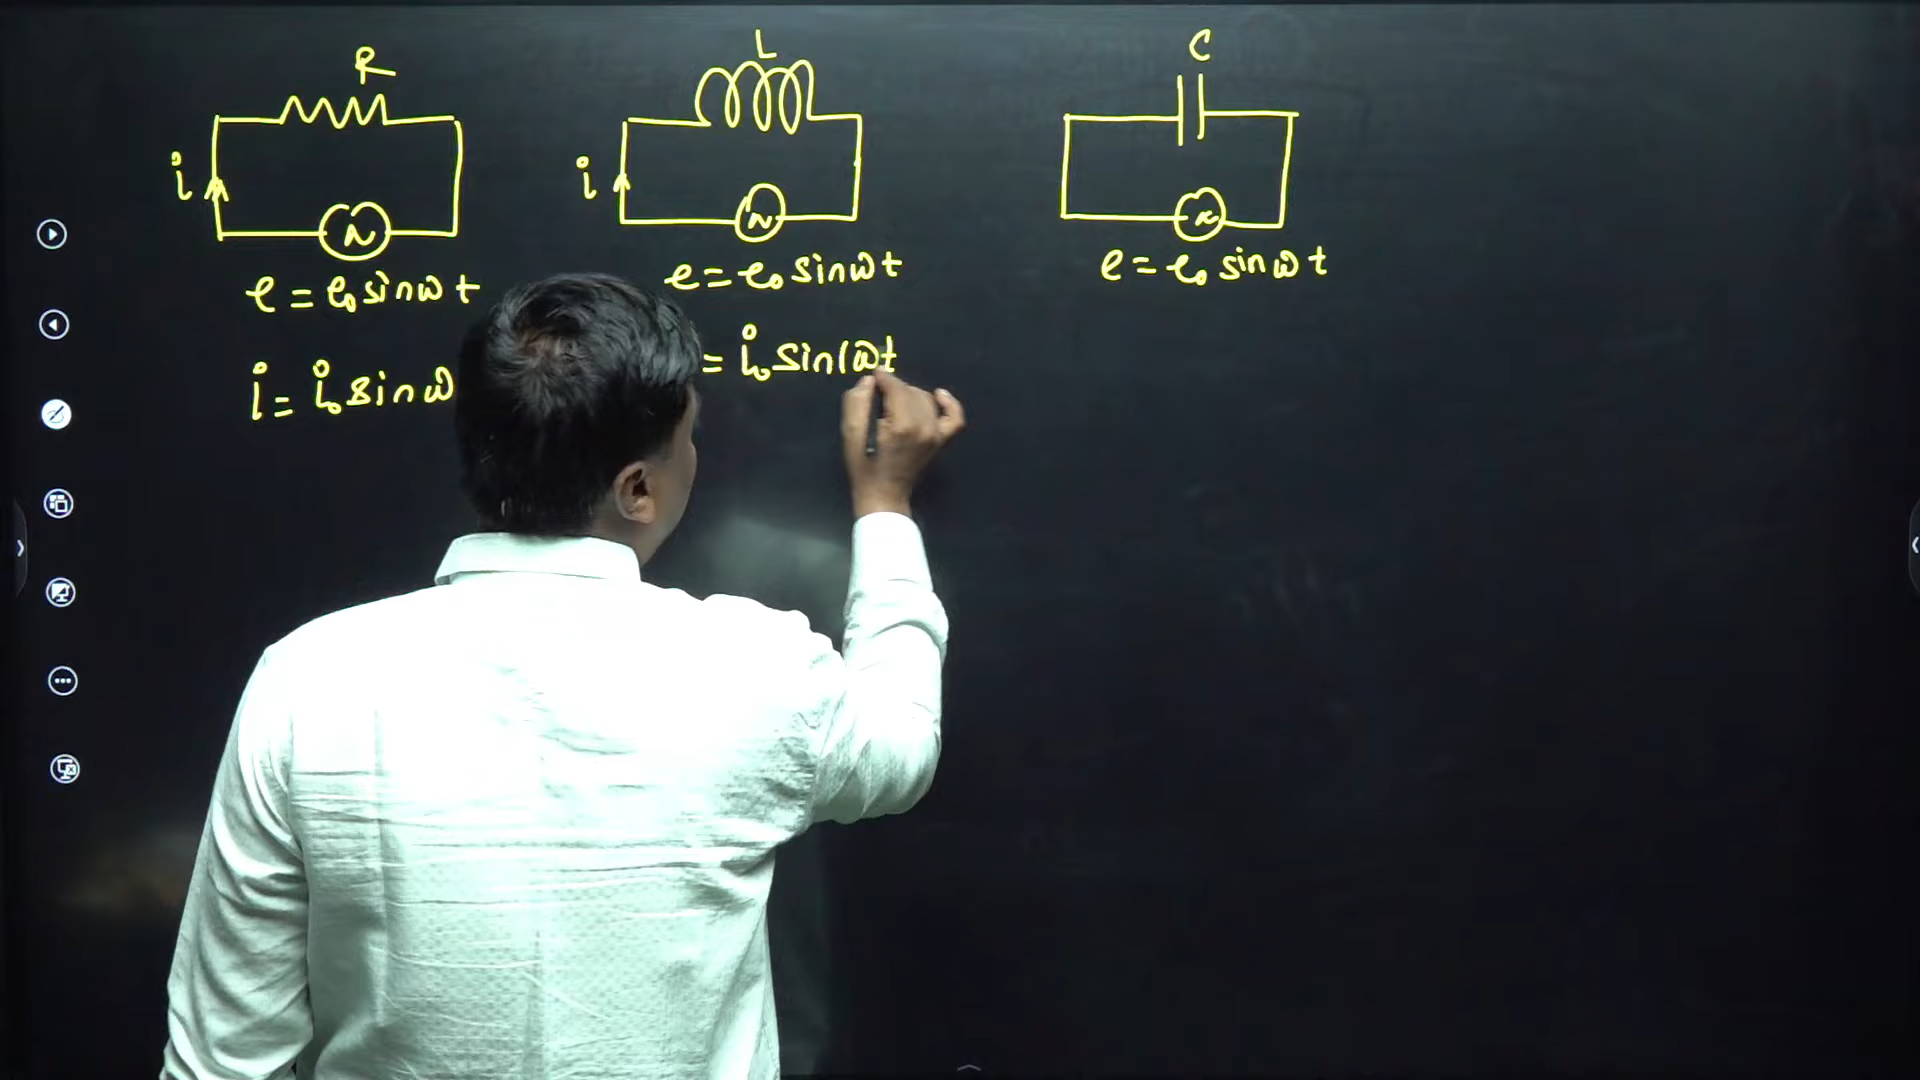 R
i
e = e₀ sin ω t
i = i₀ sin ω
L
i
e = e₀ sin ω t
= i₀ sin(ωt
C
e = e₀ sin ω t